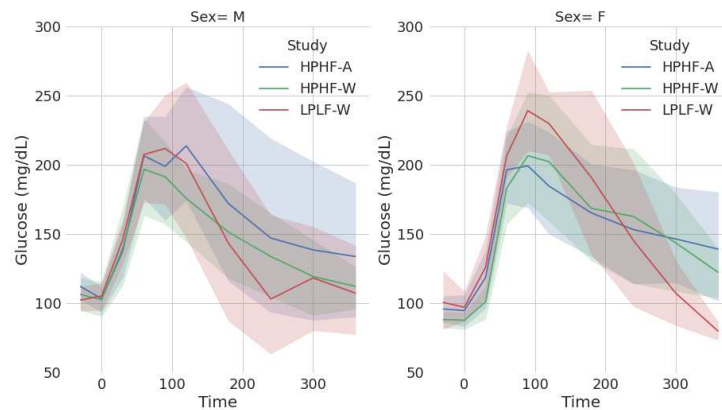 Sex= M
300
250
200
150
100
50
Glucose (mg/dL)
0
100
200
300
Time
Study
HPHF-A
HPHF-W
LPLF-W
Sex= F
300
250
200
150
100
50
Glucose (mg/dL)
0
100
200
300
Time
Study
HPHF-A
HPHF-W
LPLF-W